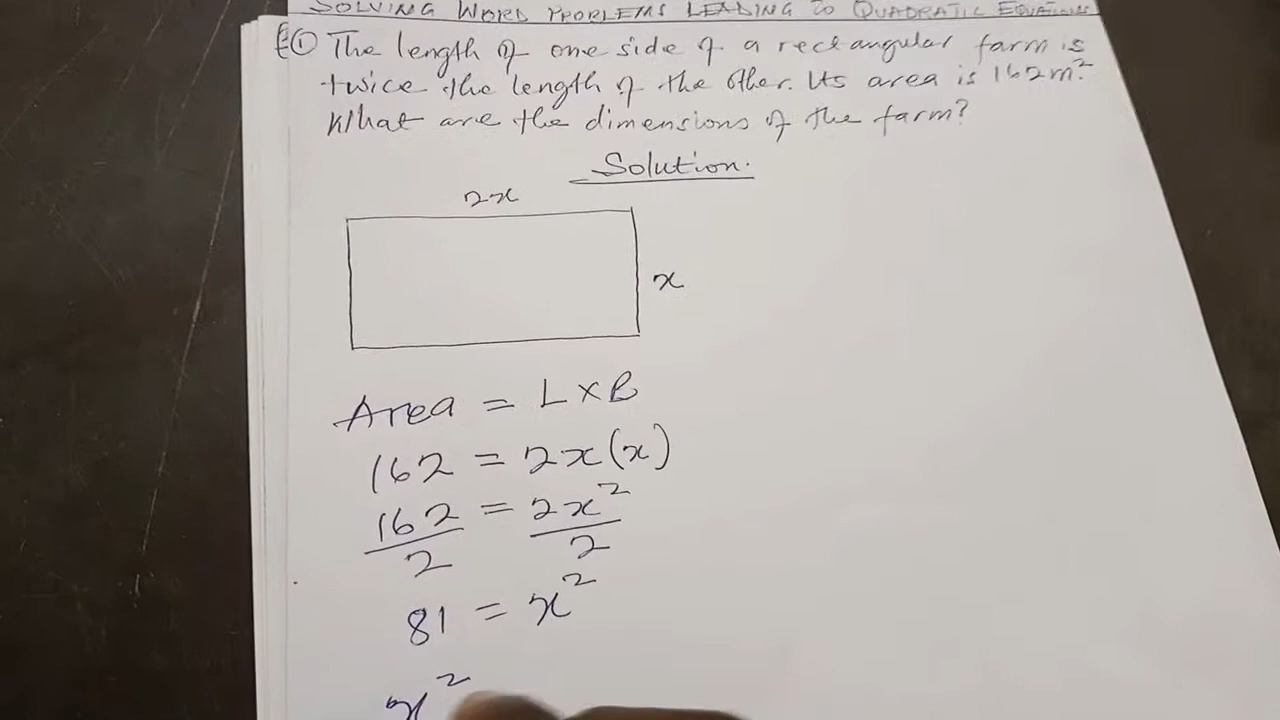 SOLVING WORD PROBLEMS LEADING TO QUADRATIC EQUATIONS
E① The length of one side of a rectangular farm is
twice the length of the other. Its area is 162m².
What are the dimensions of the farm?
Solution.
2x
x
Area = L×B
162 = 2x(x)
162/2 = 2x²/2
81 = x²
x²